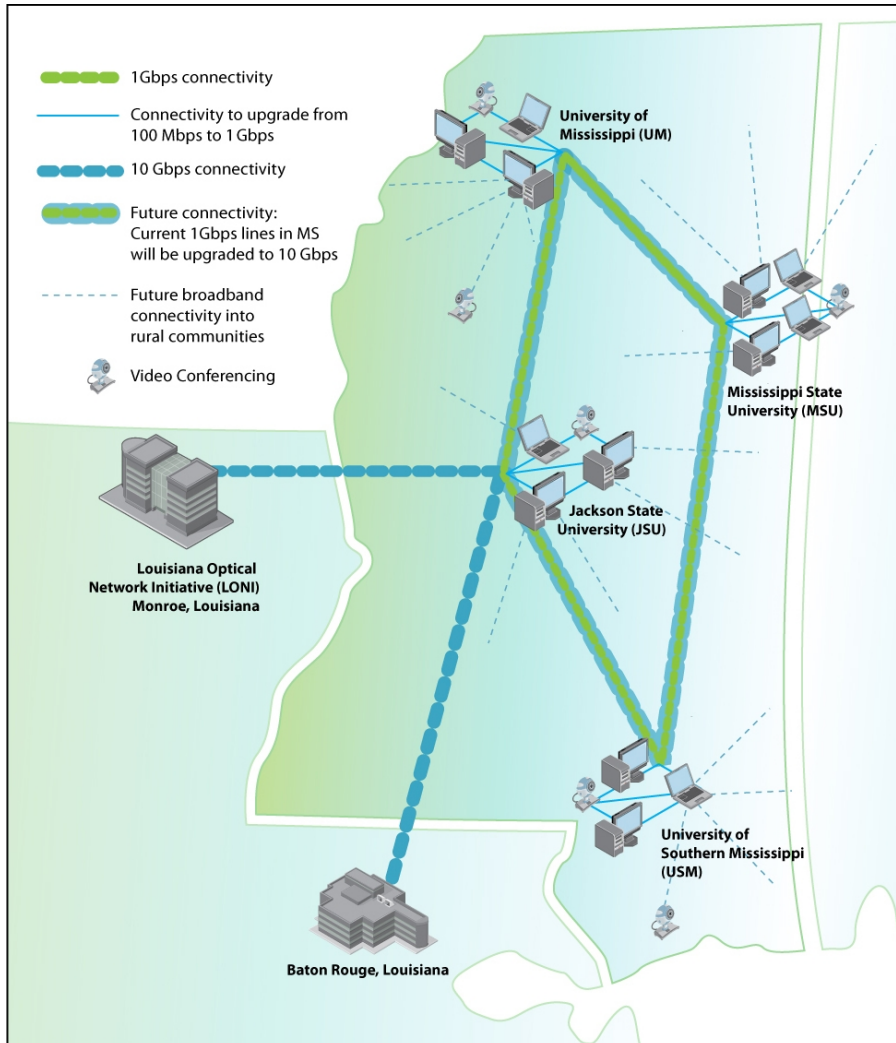 1Gbps connectivity
Connectivity to upgrade from
100 Mbps to 1Gbps
10 Gbps connectivity
Future connectivity:
Current 1Gbps lines in MS
will be upgraded to 10 Gbps
Future broadband
connectivity into
rural communities
Video Conferencing
University of
Mississippi (UM)
Mississippi State
University (MSU)
Jackson State
University (JSU)
Louisiana Optical
Network Initiative (LONI)
Monroe, Louisiana
University of
Southern Mississippi
(USM)
Baton Rouge, Louisiana